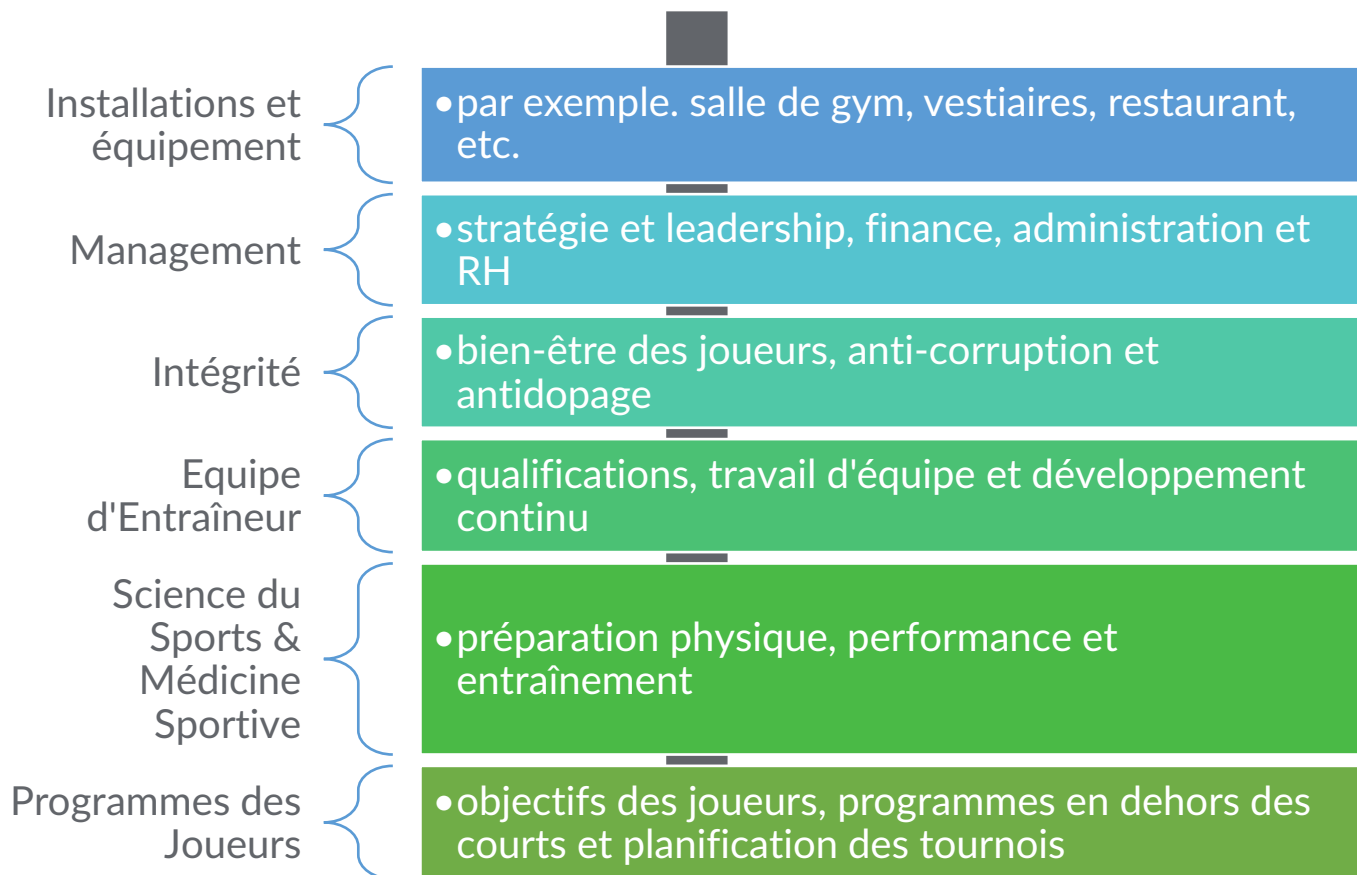 Installations et
équipement
•par exemple. salle de gym, vestiaires, restaurant,
etc.
Management
•stratégie et leadership, finance, administration et
RH
Intégrité
•bien-être des joueurs, anti-corruption et
antidopage
Equipe
d'Entraîneur
•qualifications, travail d'équipe et développement
continu
Science du
Sports &
Médicine
Sportive
•préparation physique, performance et
entraînement
Programmes des
Joueurs
•objectifs des joueurs, programmes en dehors des
courts et planification des tournois